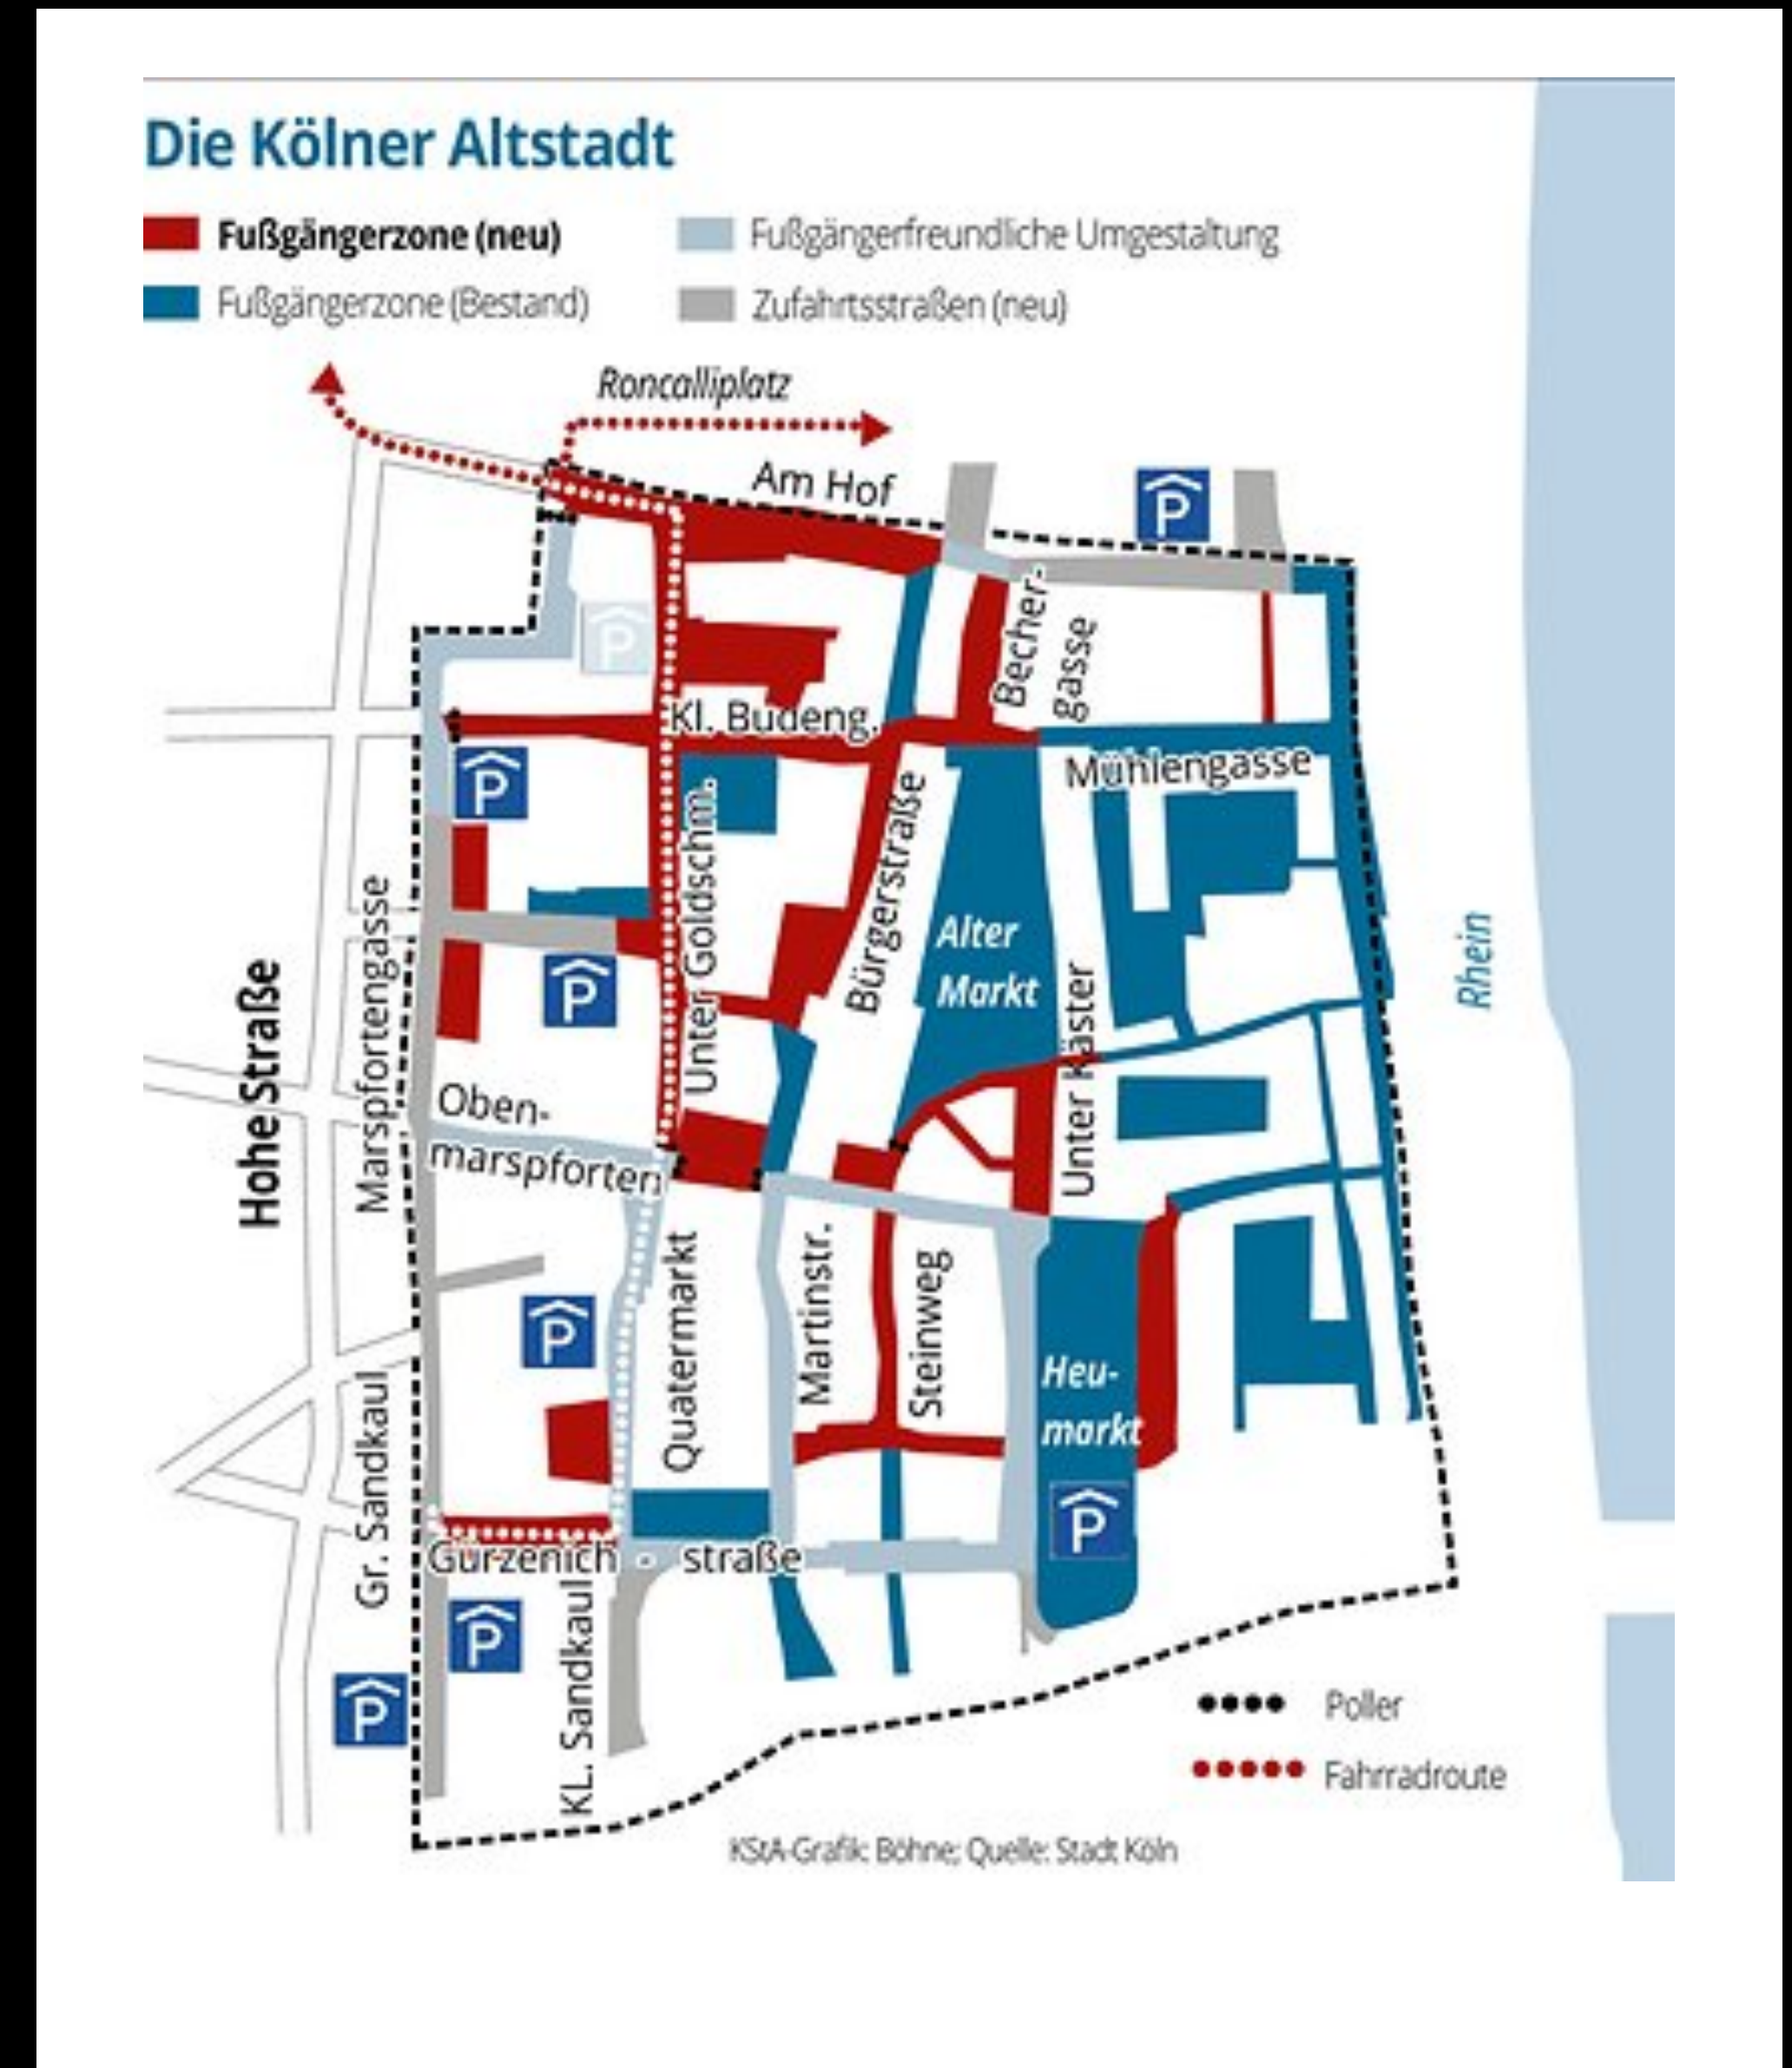 Die Kölner Altstadt
Fußgängerzone (neu)
Fußgängerfreundliche Umgestaltung
Fußgängerzone (Bestand)
Zufahrtsstraßen (neu)
Roncalliplatz
Am Hof
P
P
Becher-
gasse
Kl. Budeng.
Mühlengasse
P
Unter Goldschm.
Bürgerstraße
Alter
Markt
Marspfortengasse
Hohe Straße
P
Unter Käster
Rhein
Oben-
marspforten
Quatermarkt
Martinstr.
Steinweg
P
Heu-
markt
P
Gr. Sandkaul
Gürzenich - straße
P
KL. Sandkaul
P
Poller
Fahrradroute
KStA-Grafik: Böhne; Quelle: Stadt Köln